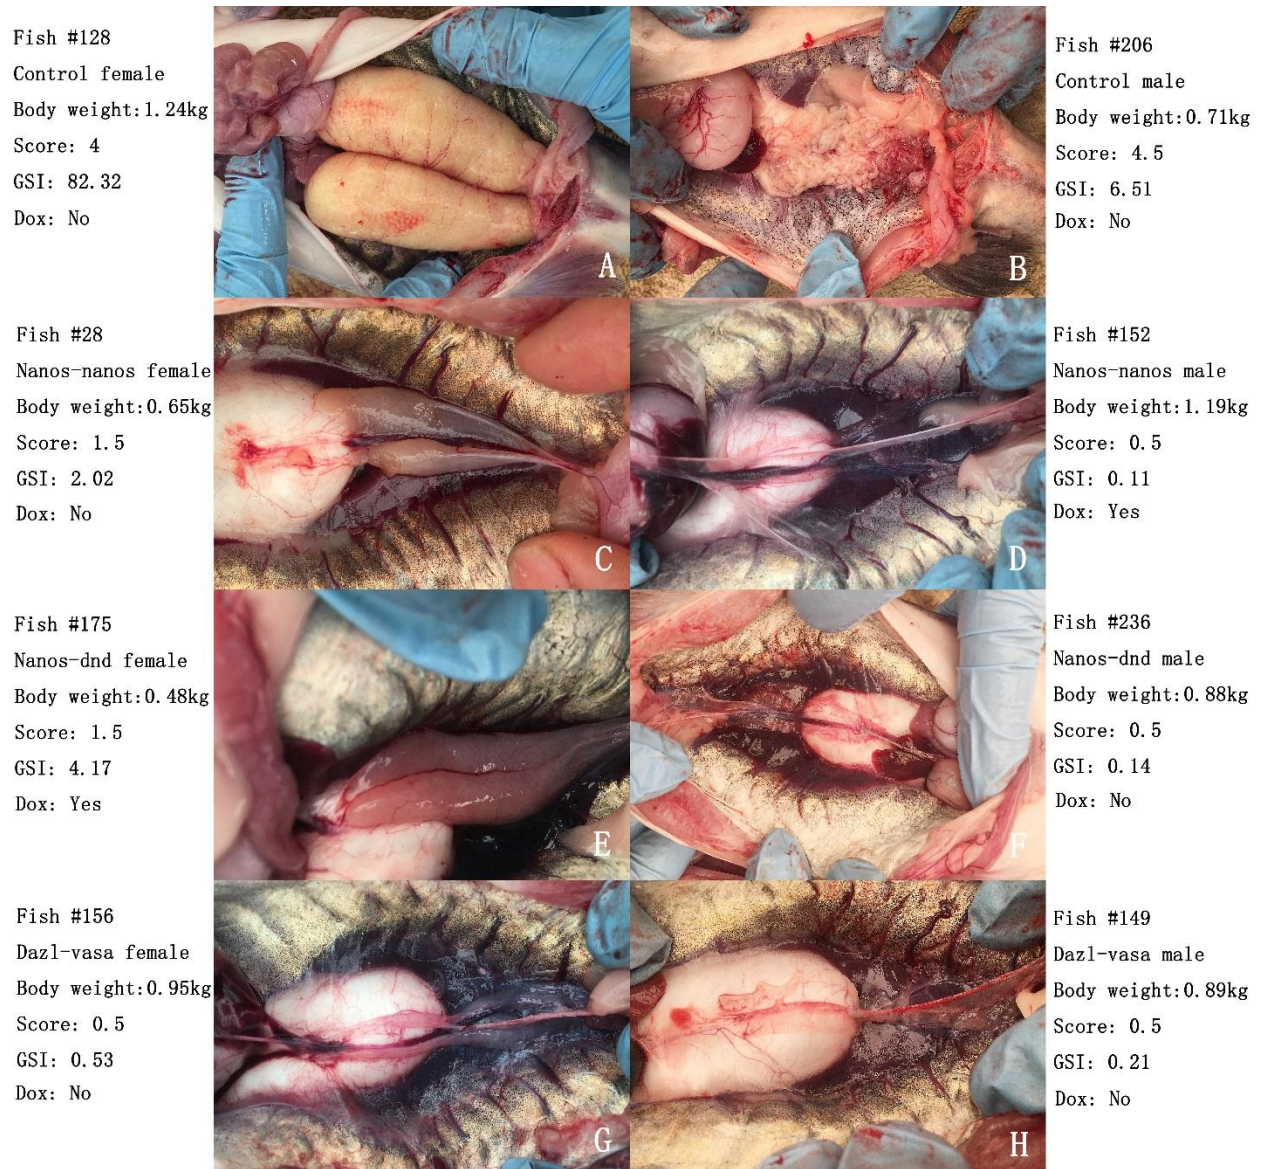 Fish #128
Control female
Body weight:1.24kg
Score: 4
GSI: 82.32
Dox: No
A
Fish #206
Control male
Body weight:0.71kg
Score: 4.5
GSI: 6.51
Dox: No
B
Fish #28
Nanos-nanos female
Body weight:0.65kg
Score: 1.5
GSI: 2.02
Dox: No
C
Fish #152
Nanos-nanos male
Body weight:1.19kg
Score: 0.5
GSI: 0.11
Dox: Yes
D
Fish #175
Nanos-dnd female
Body weight:0.48kg
Score: 1.5
GSI: 4.17
Dox: Yes
E
Fish #236
Nanos-dnd male
Body weight:0.88kg
Score: 0.5
GSI: 0.14
Dox: No
F
Fish #156
Dazl-vasa female
Body weight:0.95kg
Score: 0.5
GSI: 0.53
Dox: No
G
Fish #149
Dazl-vasa male
Body weight:0.89kg
Score: 0.5
GSI: 0.21
Dox: No
H